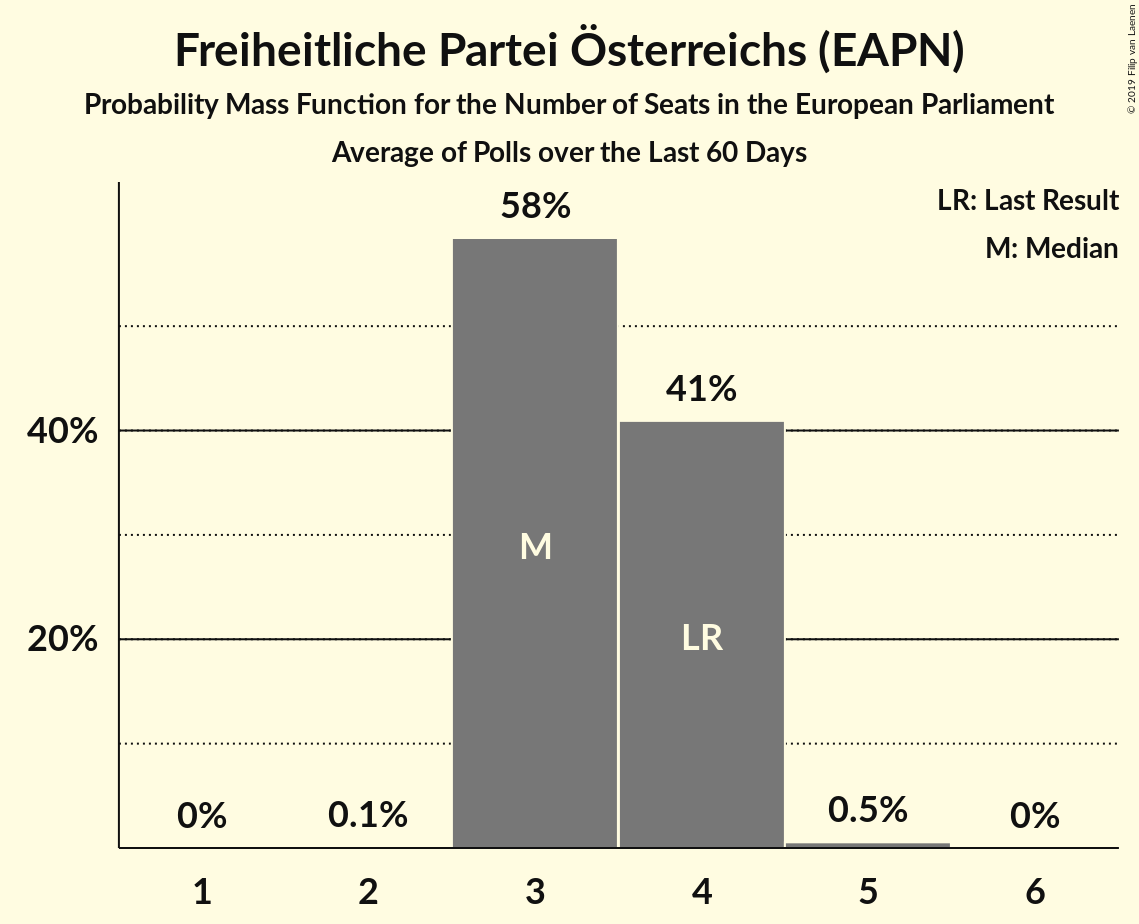 Freiheitliche Partei Österreichs (EAPN)
Probability Mass Function for the Number of Seats in the European Parliament
Average of Polls over the Last 60 Days
© 2019 Filip van Laenen
LR: Last Result
M: Median
58%
41%
40%
M
LR
20%
0%
0.1%
0.5%
0%
1
2
3
4
5
6